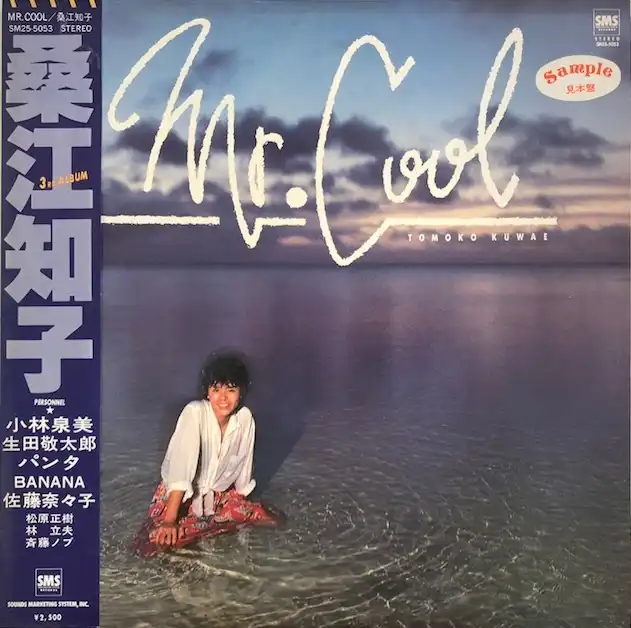 MR.COOL／桑江知子
SM25-5053 STEREO
桑江知子
3RD ALBUM
PERSONNEL
★
小林泉美
生田敬太郎
パンタ
BANANA
佐藤奈々子
松原正樹
林 立夫
斉藤ノブ
SMS
RECORDS
SOUNDS MARKETING SYSTEM, INC.
¥2,500
Mr. Cool
TOMOKO KUWAE
SMS
RECORDS
STEREO
SM25-5053
Sample
見本盤